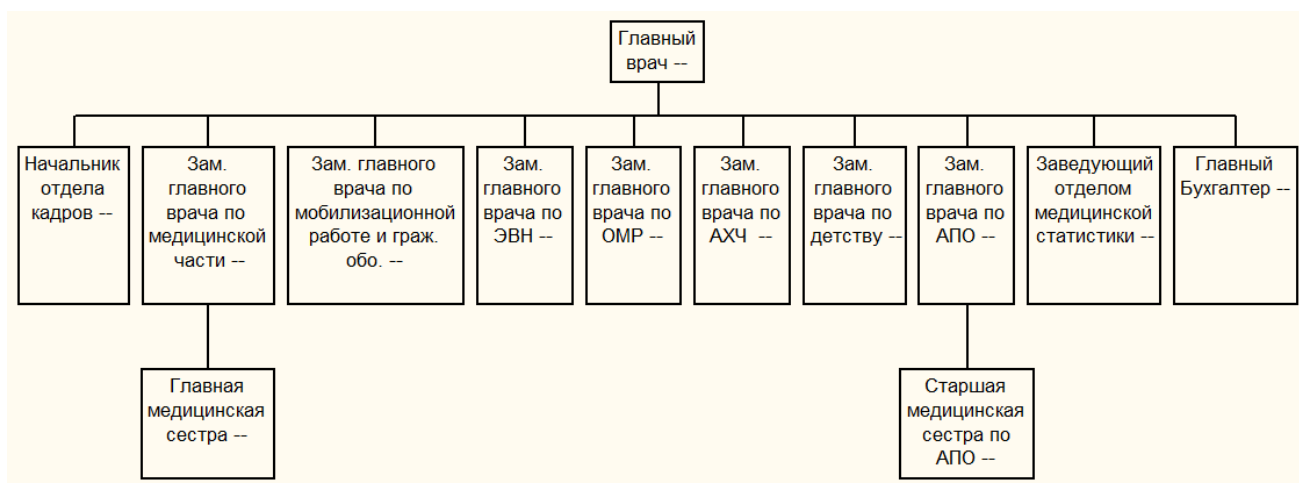 Главный
врач --
Начальник
отдела
кадров --
Зам.
главного
врача по
медицинской
части --
Зам. главного
врача по
мобилизационной
работе и граж.
обо. --
Зам.
главного
врача по
ЭВН --
Зам.
главного
врача по
ОМР --
Зам.
главного
врача по
АХЧ --
Зам.
главного
врача по
детству --
Зам.
главного
врача по
АПО --
Заведующий
отделом
медицинской
статистики --
Главный
Бухгалтер --
Главная
медицинская
сестра --
Старшая
медицинская
сестра по
АПО --